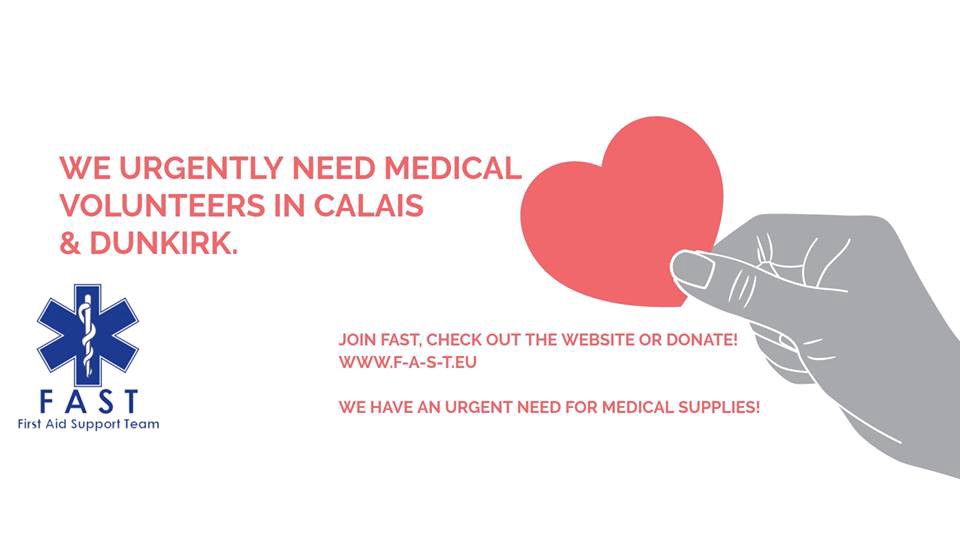 WE URGENTLY NEED MEDICAL
VOLUNTEERS IN CALAIS
& DUNKIRK.
FAST
First Aid Support Team
JOIN FAST, CHECK OUT THE WEBSITE OR DONATE!
WWW.F-A-S-T.EU
WE HAVE AN URGENT NEED FOR MEDICAL SUPPLIES!